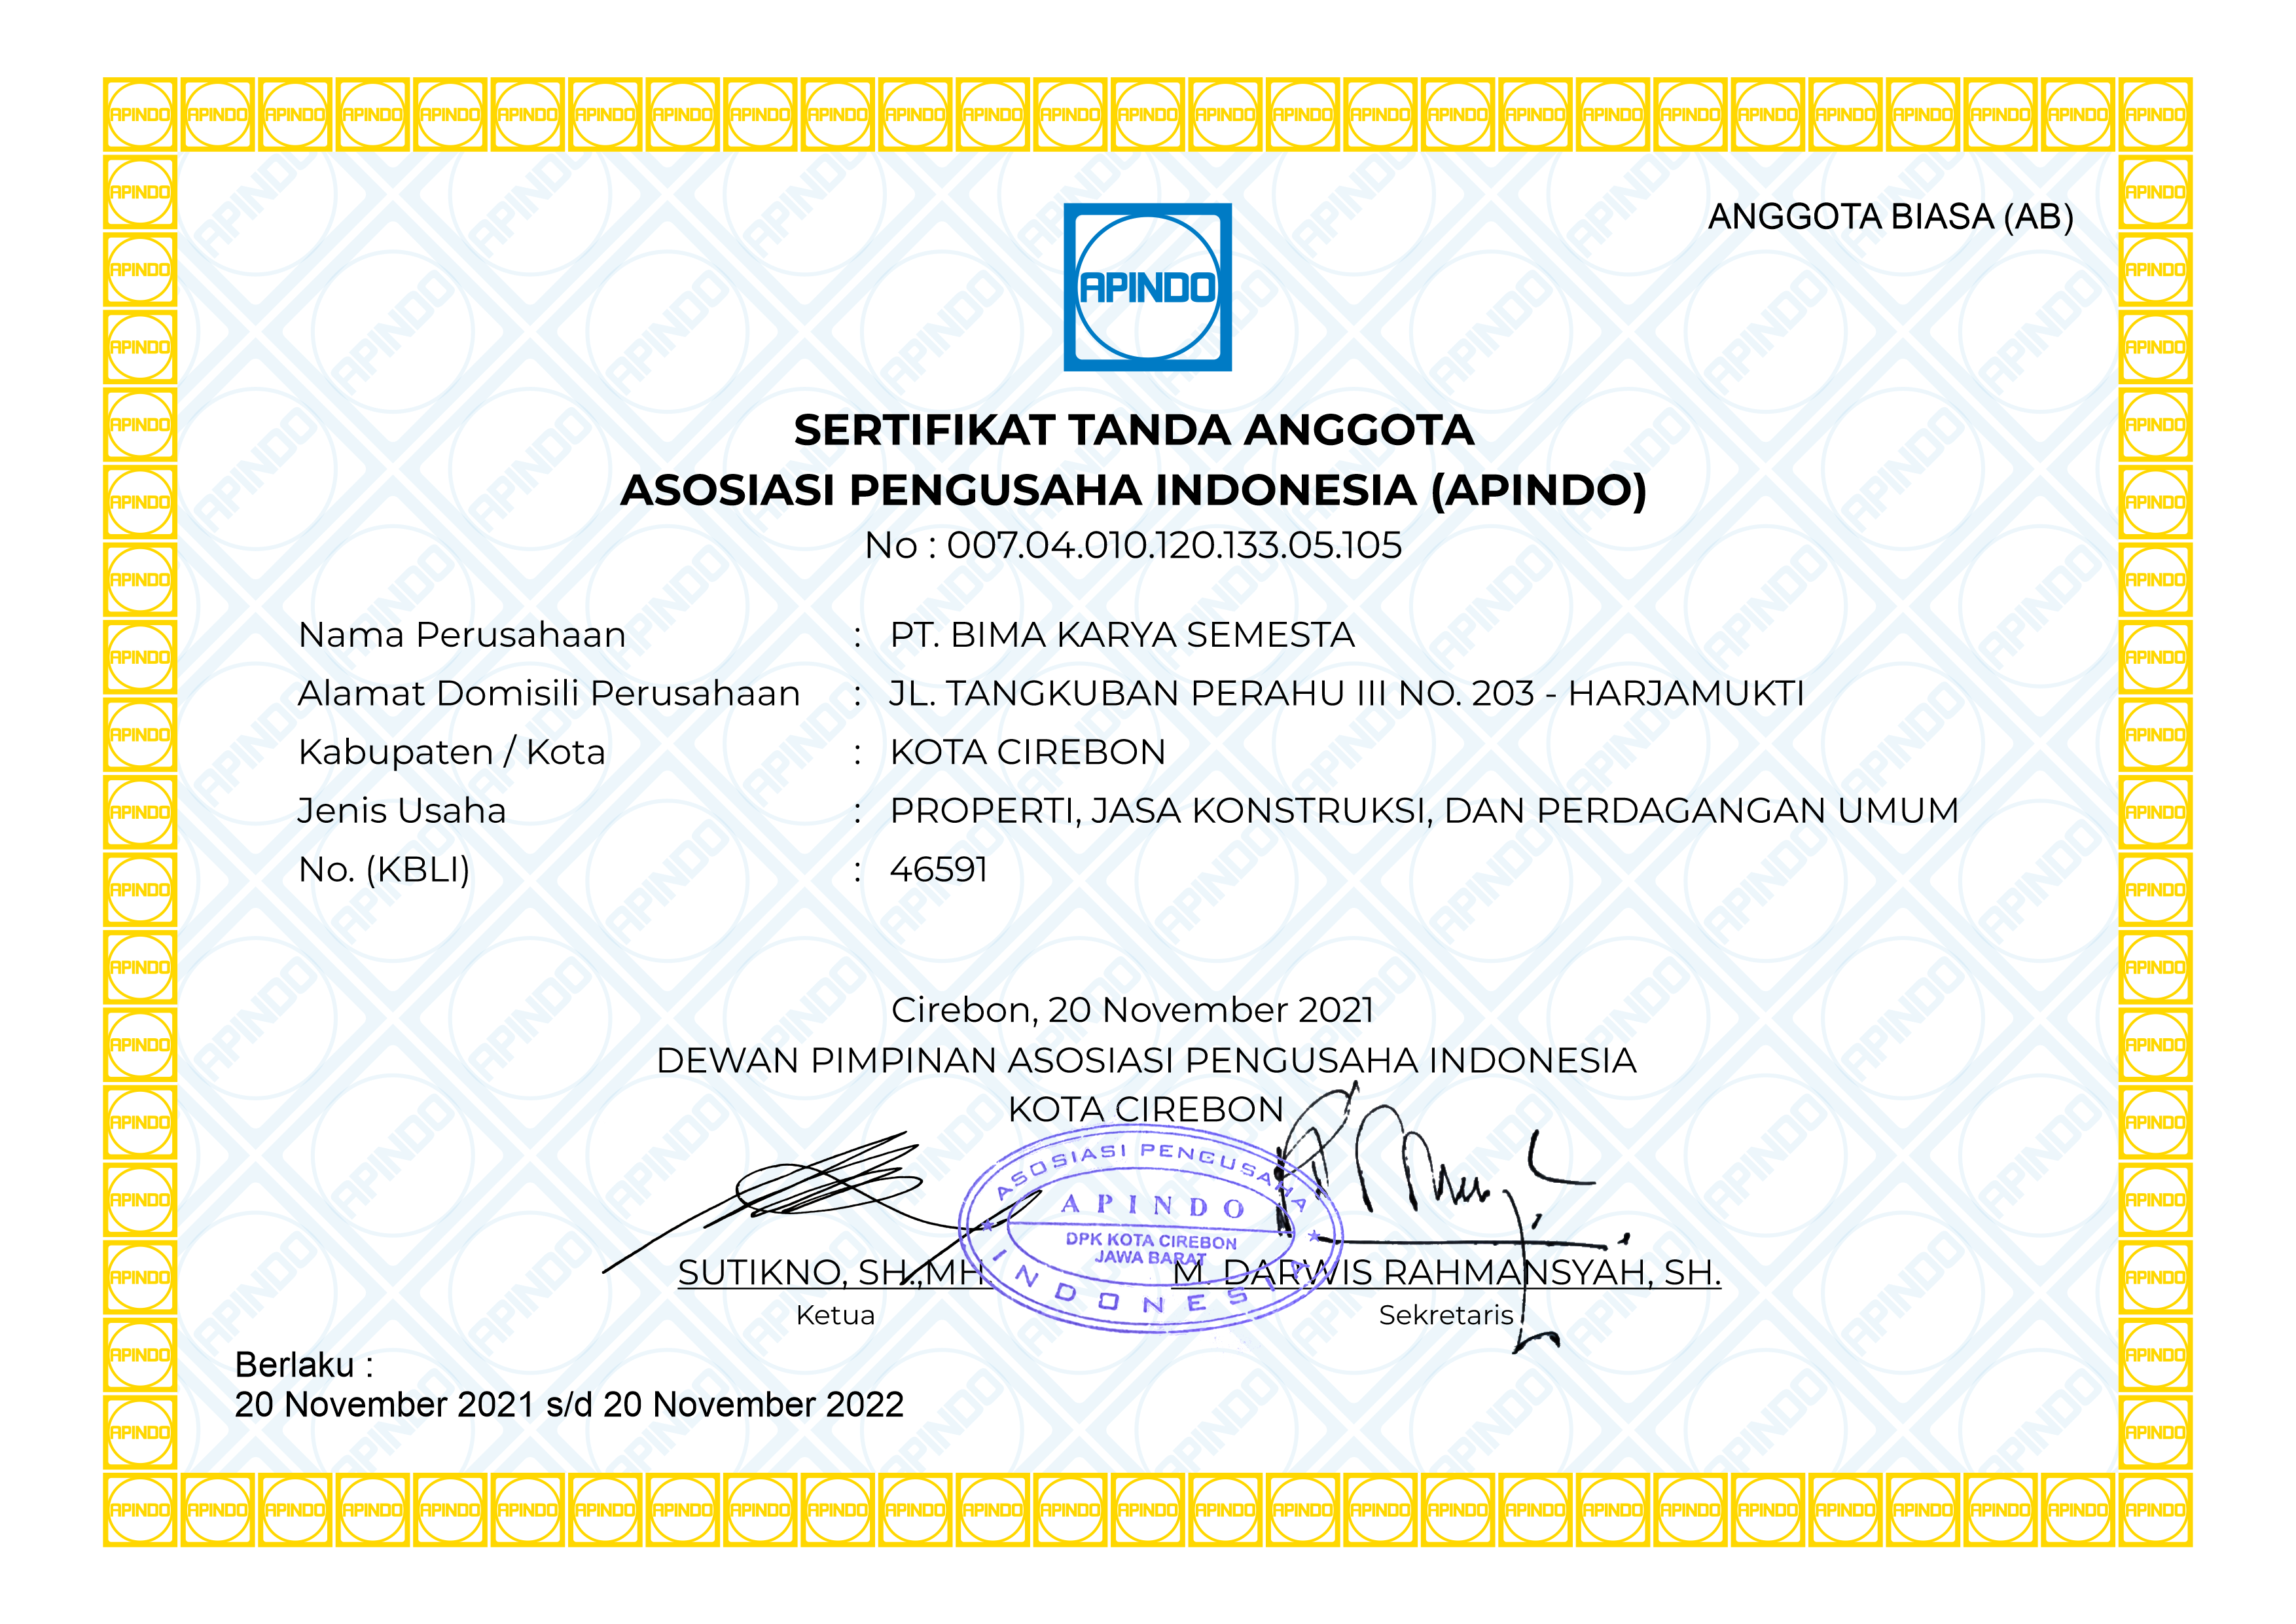 ANGGOTA BIASA (AB)
APINDO
SERTIFIKAT TANDA ANGGOTA
ASOSIASI PENGUSAHA INDONESIA (APINDO)
No : 007.04.010.120.133.05.105
Nama Perusahaan : PT. BIMA KARYA SEMESTA
Alamat Domisili Perusahaan : JL. TANGKUBAN PERAHU III NO. 203 - HARJAMUKTI
Kabupaten / Kota : KOTA CIREBON
Jenis Usaha : PROPERTI, JASA KONSTRUKSI, DAN PERDAGANGAN UMUM
No. (KBLI) : 46591
Cirebon, 20 November 2021
DEWAN PIMPINAN ASOSIASI PENGUSAHA INDONESIA
KOTA CIREBON
ASOSIASI PENGUSAHA
APINDO
DPK KOTA CIREBON
JAWA BARAT
INDONESIA
SUTIKNO, SH.,MH. M. DARWIS RAHMANSYAH, SH.
Ketua Sekretaris
Berlaku :
20 November 2021 s/d 20 November 2022